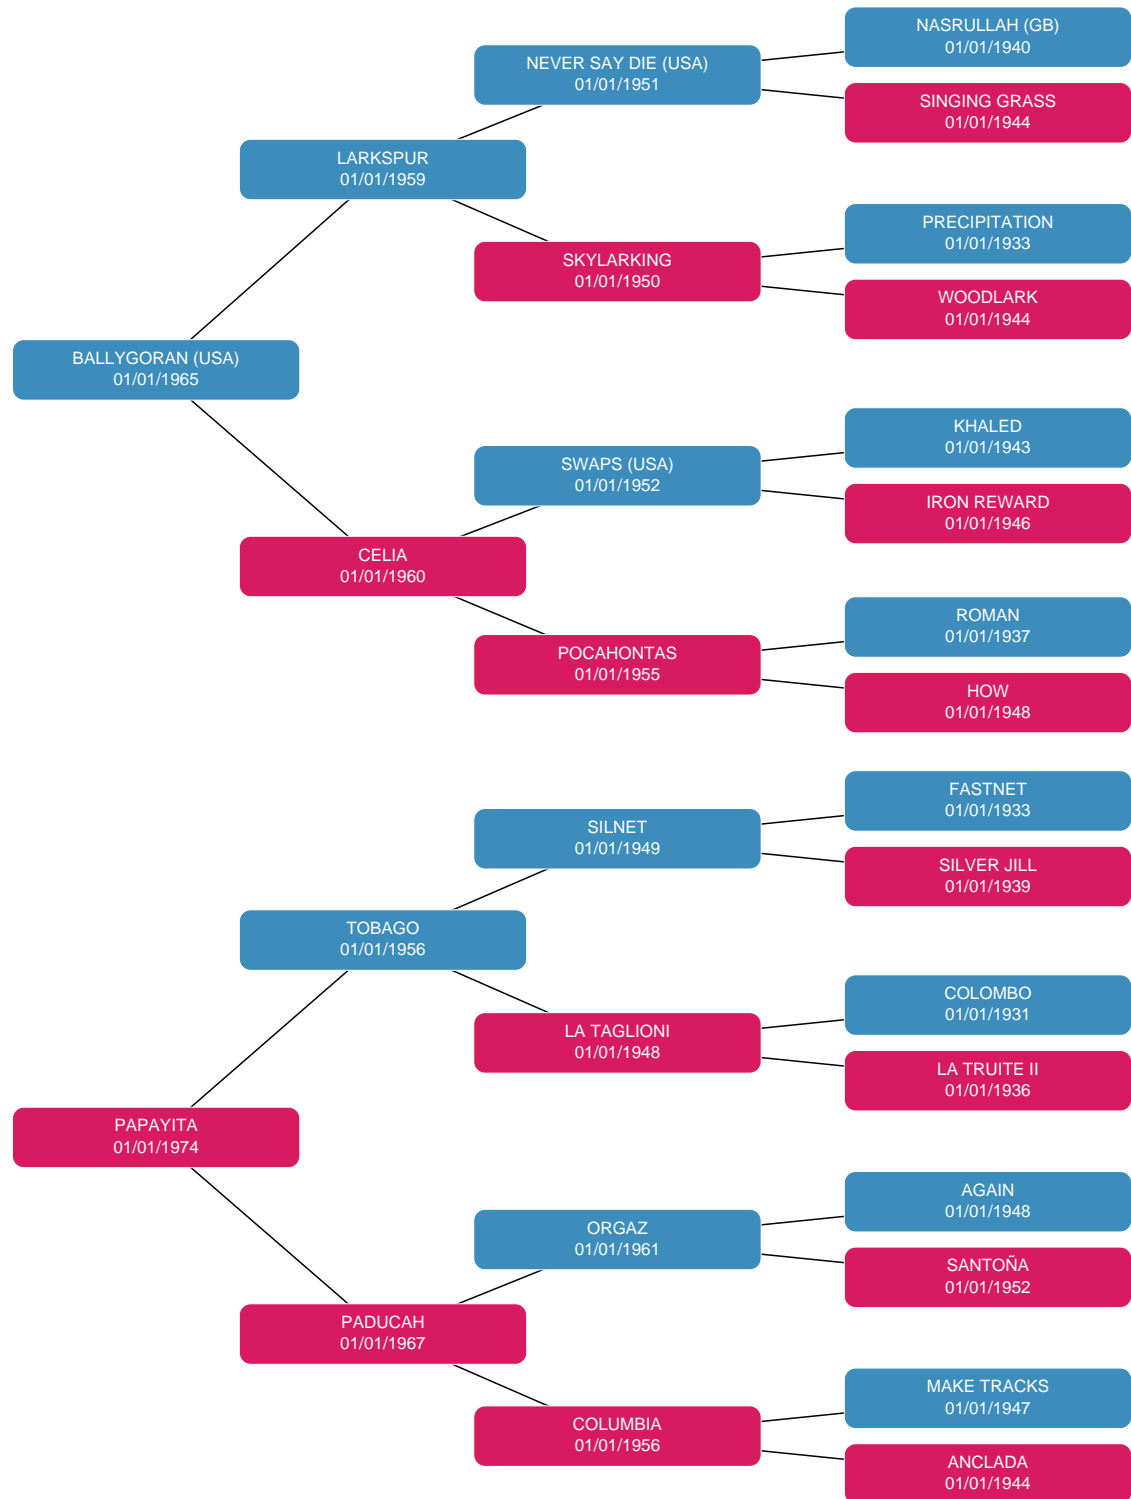 NASRULLAH (GB)
01/01/1940
NEVER SAY DIE (USA)
01/01/1951
SINGING GRASS
01/01/1944
LARKSPUR
01/01/1959
PRECIPITATION
01/01/1933
SKYLARKING
01/01/1950
WOODLARK
01/01/1944
BALLYGORAN (USA)
01/01/1965
KHALED
01/01/1943
SWAPS (USA)
01/01/1952
IRON REWARD
01/01/1946
CELIA
01/01/1960
ROMAN
01/01/1937
POCAHONTAS
01/01/1955
HOW
01/01/1948
FASTNET
01/01/1933
SILNET
01/01/1949
SILVER JILL
01/01/1939
TOBAGO
01/01/1956
COLOMBO
01/01/1931
LA TAGLIONI
01/01/1948
LA TRUITE II
01/01/1936
PAPAYITA
01/01/1974
AGAIN
01/01/1948
ORGAZ
01/01/1961
SANTOÑA
01/01/1952
PADUCAH
01/01/1967
MAKE TRACKS
01/01/1947
COLUMBIA
01/01/1956
ANCLADA
01/01/1944